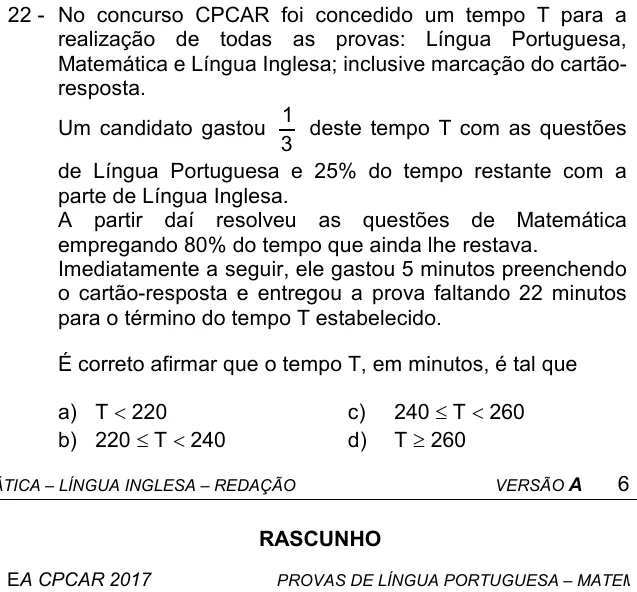 22 - No concurso CPCAR foi concedido um tempo T para a
realização de todas as provas: Língua Portuguesa,
Matemática e Língua Inglesa; inclusive marcação do cartão-
resposta.
Um candidato gastou 1/3 deste tempo T com as questões
de Língua Portuguesa e 25% do tempo restante com a
parte de Língua Inglesa.
A partir daí resolveu as questões de Matemática
empregando 80% do tempo que ainda lhe restava.
Imediatamente a seguir, ele gastou 5 minutos preenchendo
o cartão-resposta e entregou a prova faltando 22 minutos
para o término do tempo T estabelecido.
É correto afirmar que o tempo T, em minutos, é tal que
a) T < 220 c) 240 ≤ T < 260
b) 220 ≤ T < 240 d) T ≥ 260
ÁTICA – LÍNGUA INGLESA – REDAÇÃO VERSÃO A 6
RASCUNHO
EA CPCAR 2017 PROVAS DE LÍNGUA PORTUGUESA – MATEM